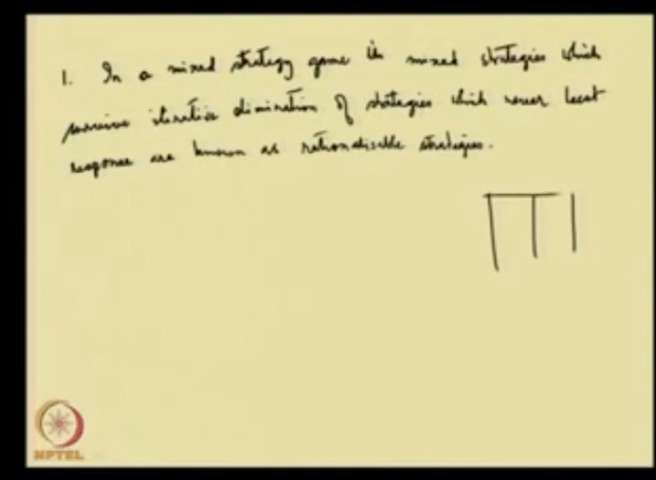 1. In a mixed strategy game the mixed strategies which
survive iterative elimination of strategies which never best
response are known as rationalisable strategies.
NPTEL